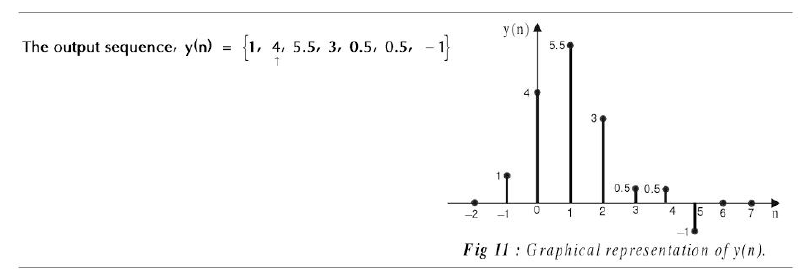 The output sequence, y(n) = {1, 4, 5.5, 3, 0.5, 0.5, −1}
↑
y(n)
5.5
4
3
1
0.5 0.5
−2 −1 0 1 2 3 4 5 6 7 n
−1
Fig 11 : Graphical representation of y(n).